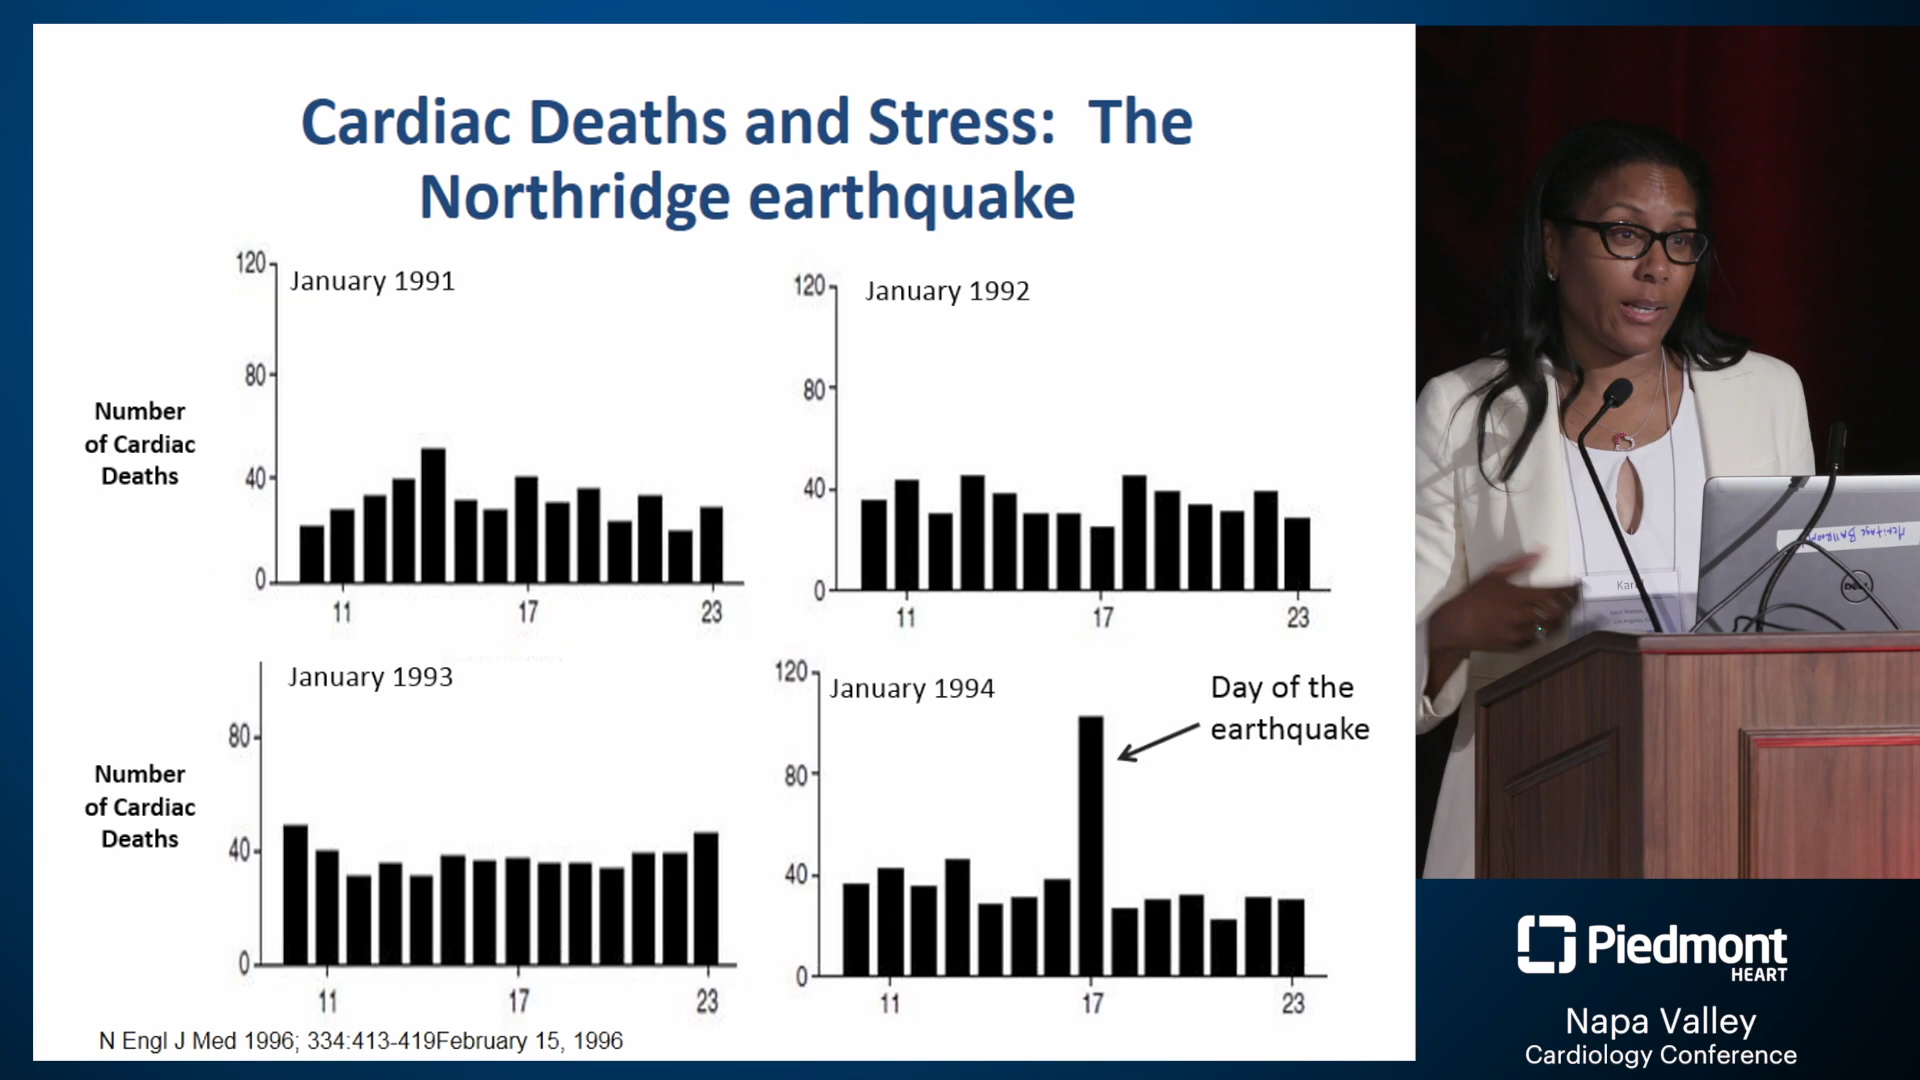 Cardiac Deaths and Stress: The
Northridge earthquake
120
80
40
0
January 1991
11 17 23
Number
of Cardiac
Deaths
120
80
40
0
January 1992
11 17 23
80
40
0
January 1993
11 17 23
Number
of Cardiac
Deaths
120
80
40
0
January 1994
Day of the
earthquake
11 17 23
N Engl J Med 1996; 334:413-419February 15, 1996
Meritage Ballroom
DELL
Piedmont
HEART
Napa Valley
Cardiology Conference